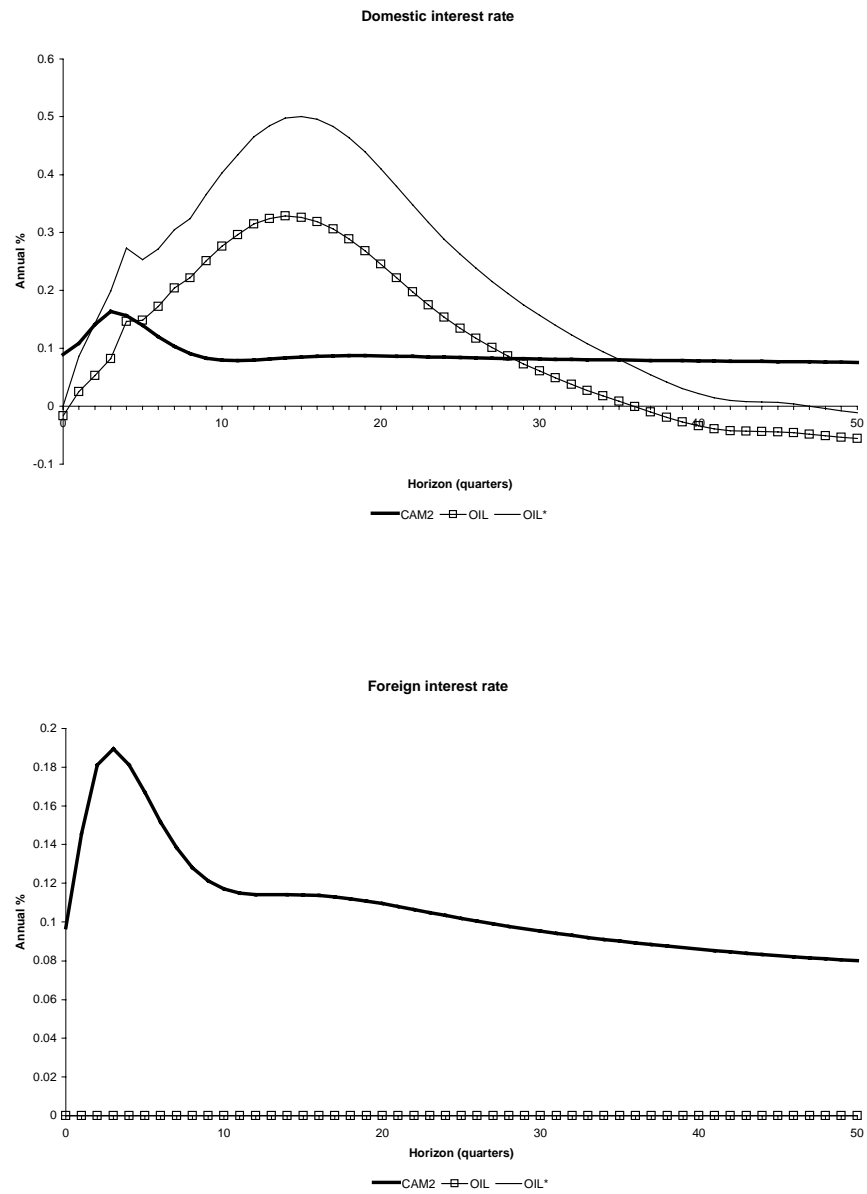 Domestic interest rate
0.6
0.5
0.4
0.3
0.2
0.1
0
-0.1
Annual %
0 10 20 30 40 50
Horizon (quarters)
CAM2 OIL OIL*
Foreign interest rate
0.2
0.18
0.16
0.14
0.12
0.1
0.08
0.06
0.04
0.02
0
Annual %
0 10 20 30 40 50
Horizon (quarters)
CAM2 OIL OIL*